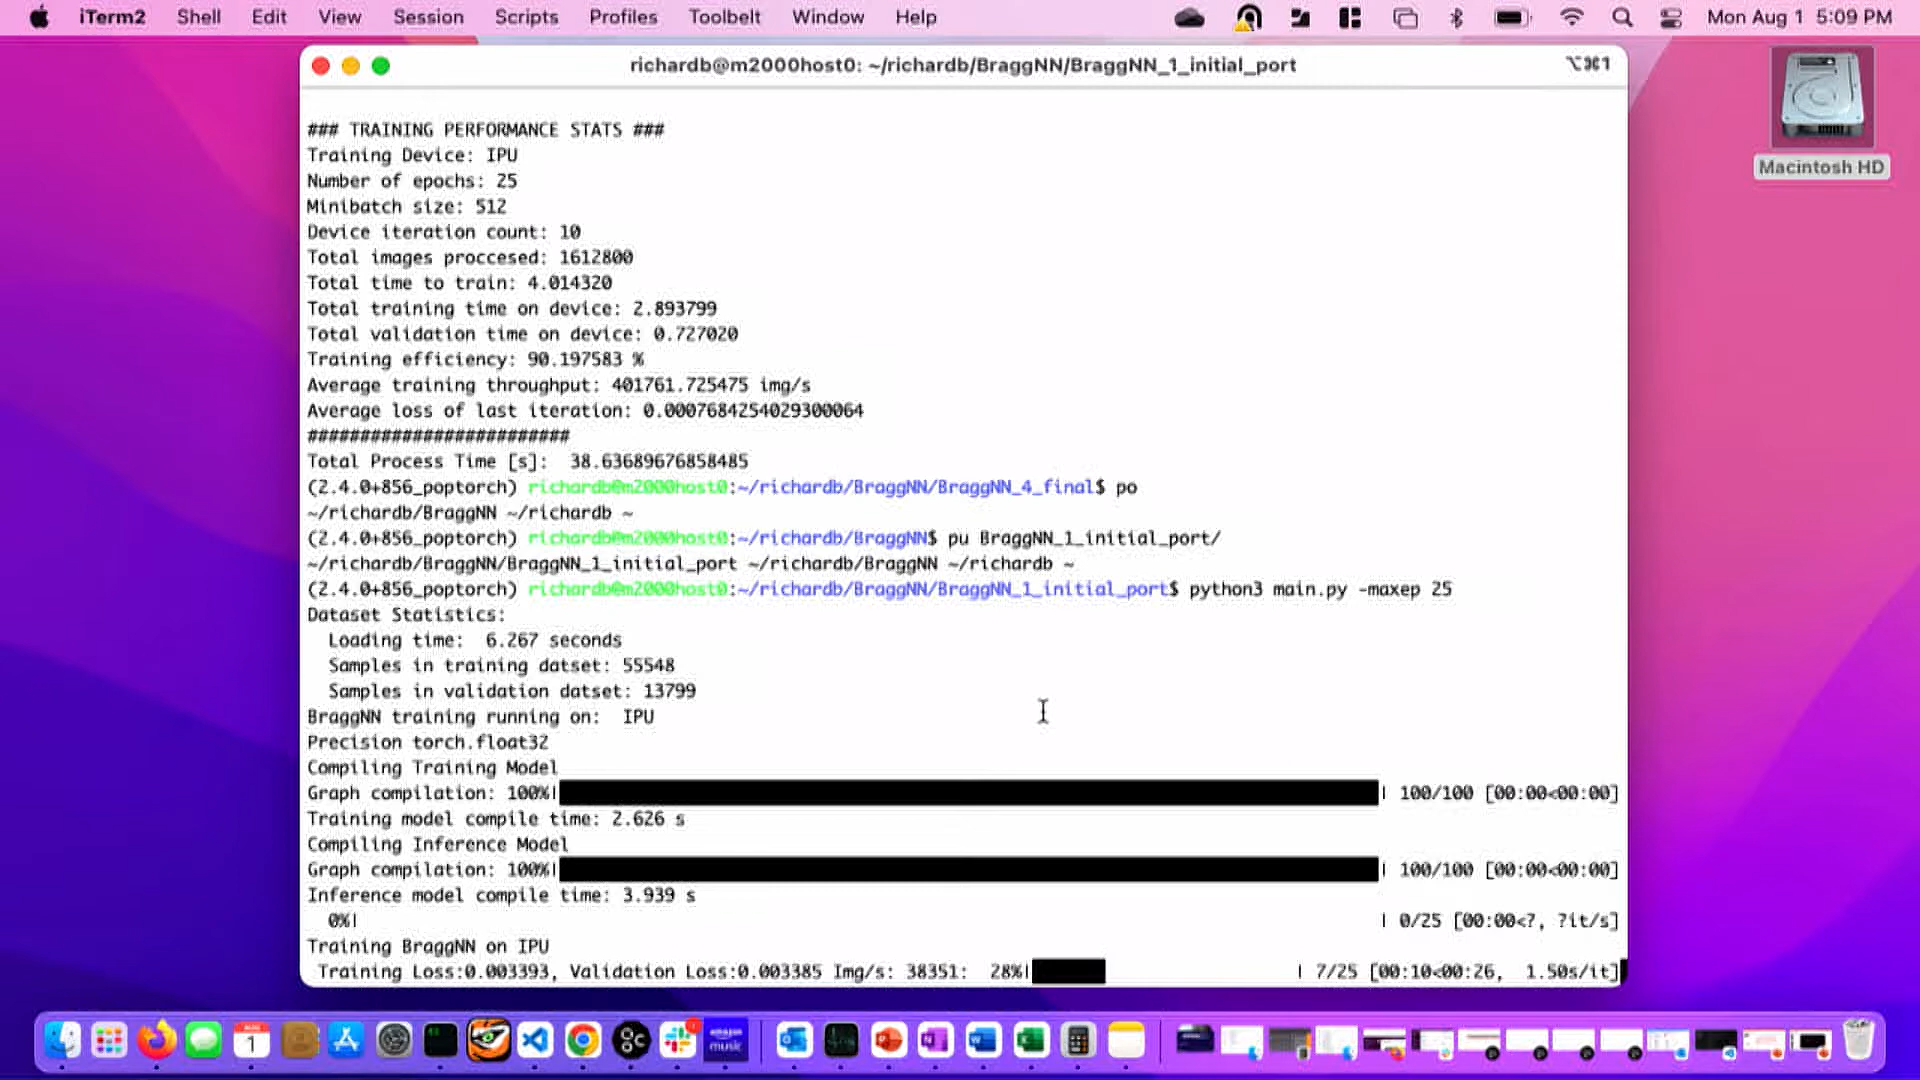 iTerm2 Shell Edit View Session Scripts Profiles Toolbelt Window Help Mon Aug 1 5:09 PM
richardb@m2000host0: ~/richardb/BraggNN/BraggNN_1_initial_port ⌥⌘1
Macintosh HD
### TRAINING PERFORMANCE STATS ###
Training Device: IPU
Number of epochs: 25
Minibatch size: 512
Device iteration count: 10
Total images proccesed: 1612800
Total time to train: 4.014320
Total training time on device: 2.893799
Total validation time on device: 0.727020
Training efficiency: 90.197583 %
Average training throughput: 401761.725475 img/s
Average loss of last iteration: 0.0007684254029300064
#########################
Total Process Time [s]:  38.63689676858485
(2.4.0+856_poptorch) richardb@m2000host0:~/richardb/BraggNN/BraggNN_4_final$ po
~/richardb/BraggNN ~/richardb ~
(2.4.0+856_poptorch) richardb@m2000host0:~/richardb/BraggNN$ pu BraggNN_1_initial_port/
~/richardb/BraggNN/BraggNN_1_initial_port ~/richardb/BraggNN ~/richardb ~
(2.4.0+856_poptorch) richardb@m2000host0:~/richardb/BraggNN/BraggNN_1_initial_port$ python3 main.py -maxep 25
Dataset Statistics:
  Loading time:  6.267 seconds
  Samples in training datset: 55548
  Samples in validation datset: 13799
BraggNN training running on:  IPU
Precision torch.float32
Compiling Training Model
Graph compilation: 100%| | 100/100 [00:00<00:00]
Training model compile time: 2.626 s
Compiling Inference Model
Graph compilation: 100%| | 100/100 [00:00<00:00]
Inference model compile time: 3.939 s
  0%| | 0/25 [00:00<?, ?it/s]
Training BraggNN on IPU
 Training Loss:0.003393, Validation Loss:0.003385 Img/s: 38351:  28%| | 7/25 [00:10<00:26,  1.50s/it]
AUG
1
amazon
music